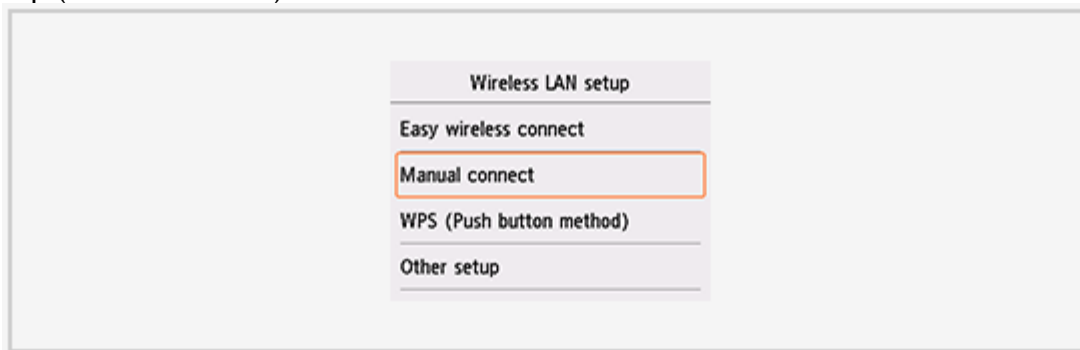 Wireless LAN setup
Easy wireless connect
Manual connect
WPS (Push button method)
Other setup